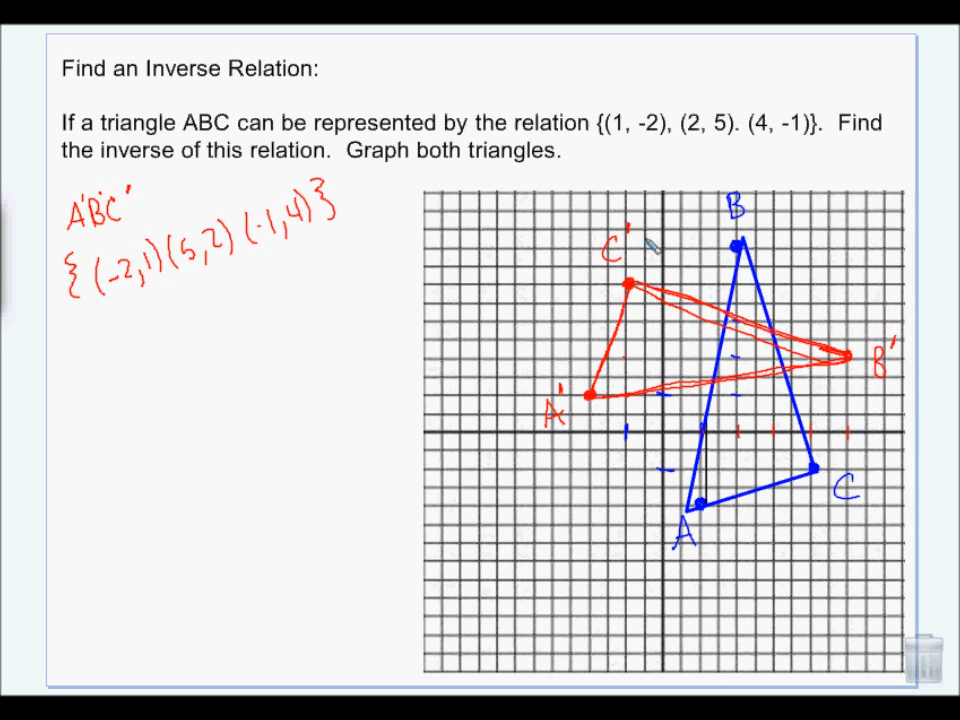 Find an Inverse Relation:
If a triangle ABC can be represented by the relation {(1, -2), (2, 5). (4, -1)}.  Find
the inverse of this relation.  Graph both triangles.
A'B'C'
{(-2,1)(5,2)(-1,4)}
B
C'
B'
A'
C
A